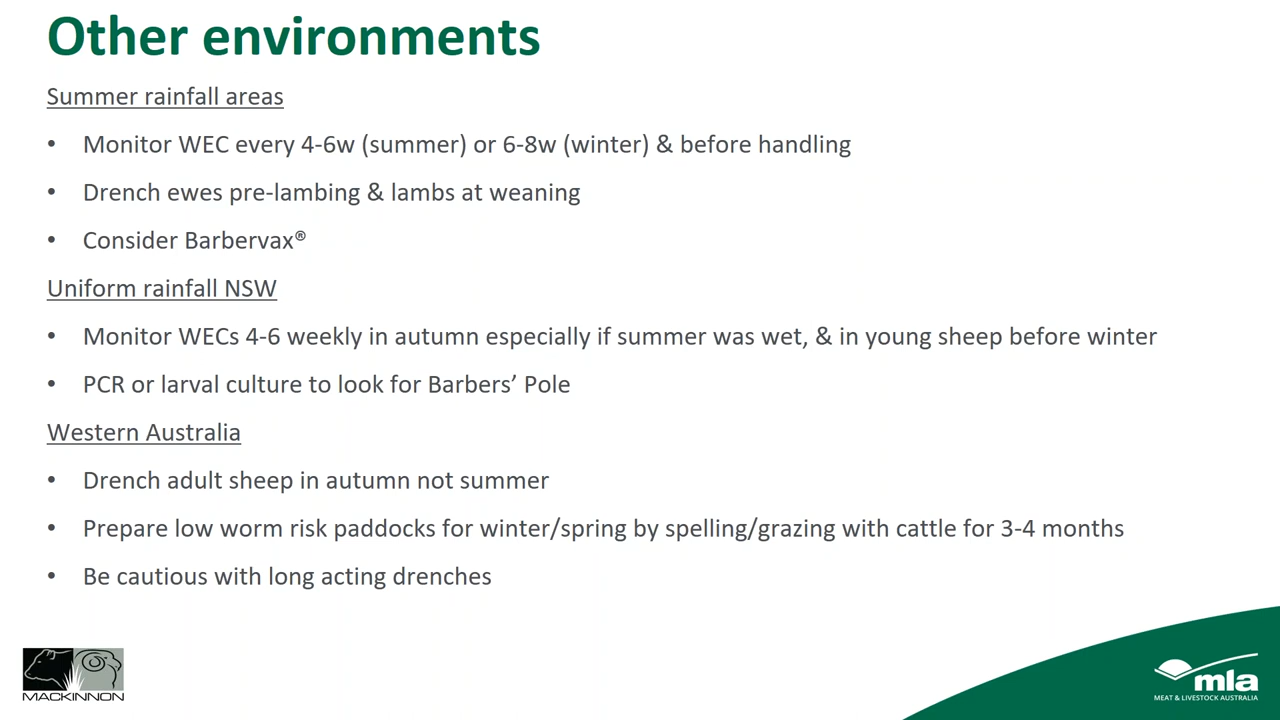 Other environments
Summer rainfall areas
• Monitor WEC every 4-6w (summer) or 6-8w (winter) & before handling
• Drench ewes pre-lambing & lambs at weaning
• Consider Barbervax®
Uniform rainfall NSW
• Monitor WECs 4-6 weekly in autumn especially if summer was wet, & in young sheep before winter
• PCR or larval culture to look for Barbers’ Pole
Western Australia
• Drench adult sheep in autumn not summer
• Prepare low worm risk paddocks for winter/spring by spelling/grazing with cattle for 3-4 months
• Be cautious with long acting drenches
MACKINNON
mla
MEAT & LIVESTOCK AUSTRALIA